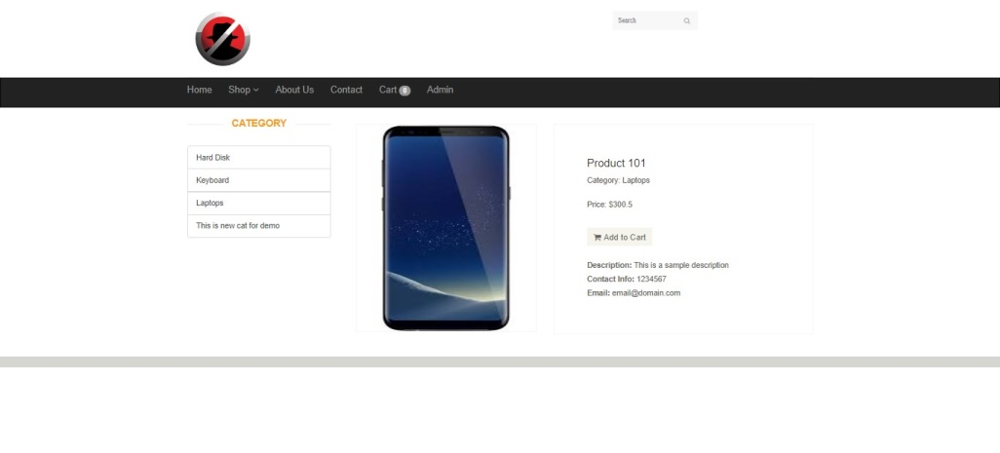 Search
Home Shop About Us Contact Cart 0 Admin
CATEGORY
Hard Disk
Keyboard
Laptops
This is new cat for demo
Product 101
Category: Laptops
Price: $300.5
Add to Cart
Description: This is a sample description
Contact Info: 1234567
Email: email@domain.com